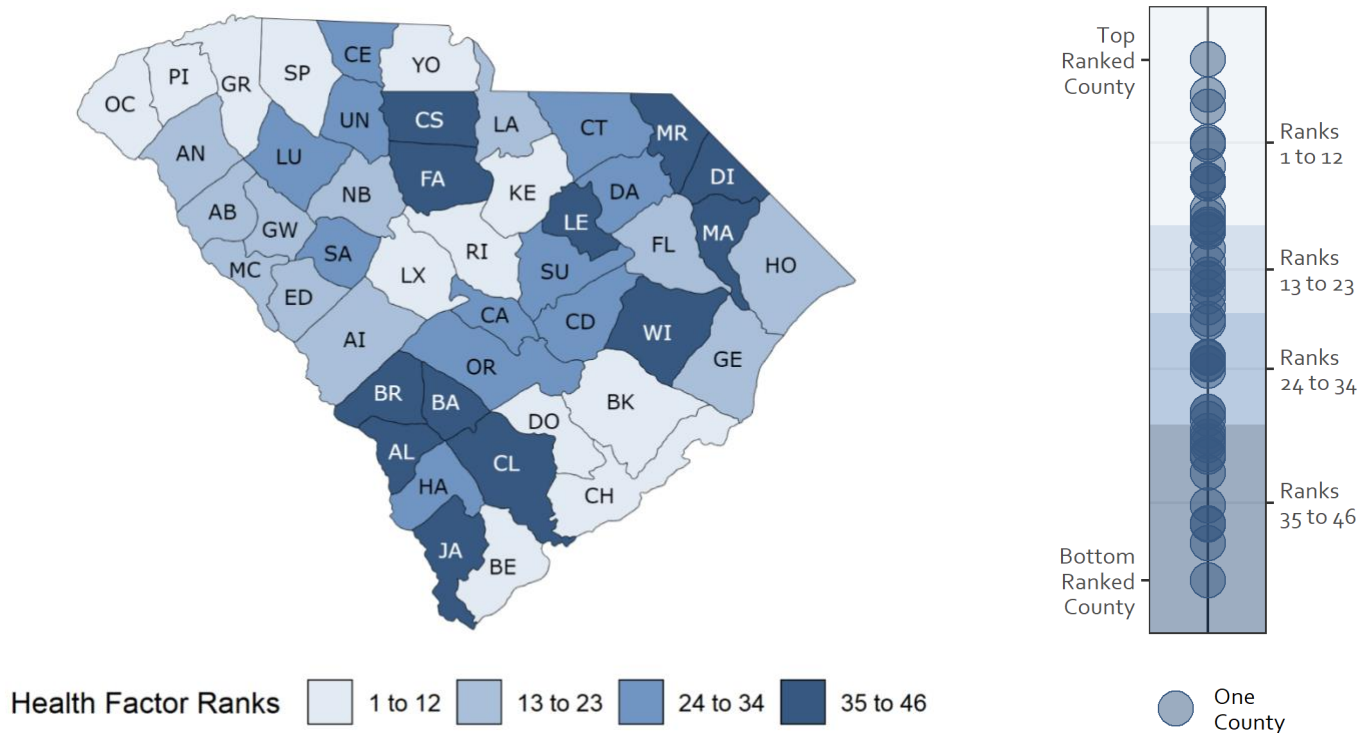 CE
YO
SP
PI
GR
OC
UN
CS
LA
CT
MR
AN
LU
FA
DI
NB
KE
DA
AB
GW
LE
MA
SA
RI
FL
MC
LX
SU
HO
ED
CA
CD
AI
WI
OR
GE
BR
BA
BK
DO
AL
CL
HA
CH
JA
BE
Health Factor Ranks
1 to 12
13 to 23
24 to 34
35 to 46
Top
Ranked
County
Ranks
1 to 12
Ranks
13 to 23
Ranks
24 to 34
Ranks
35 to 46
Bottom
Ranked
County
One
County